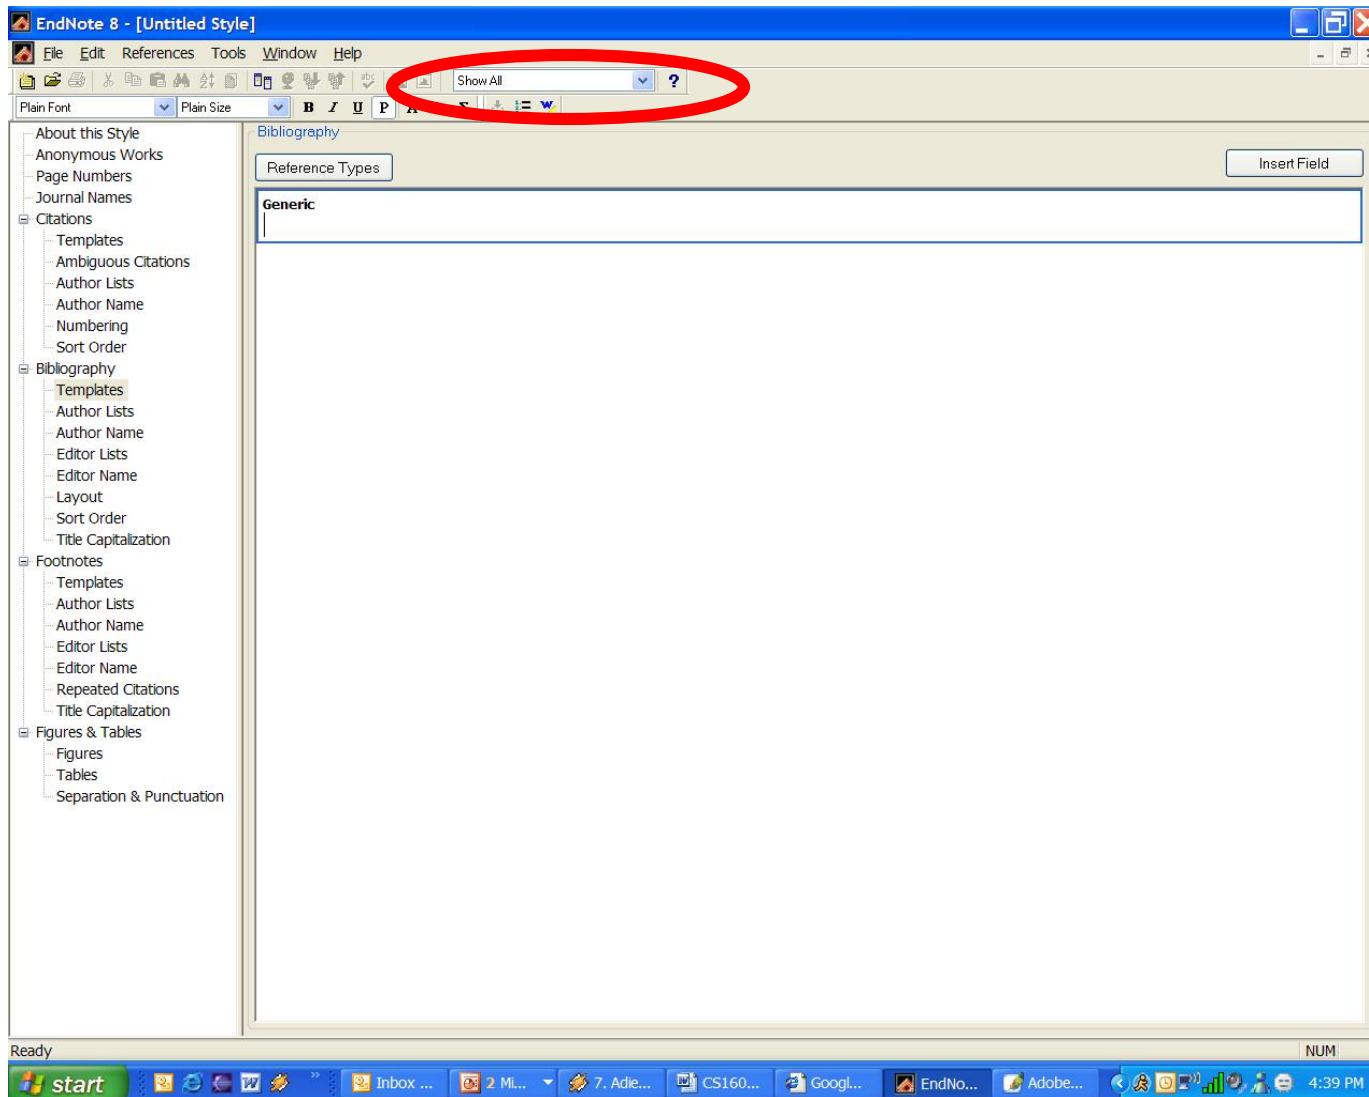 EndNote 8 - [Untitled Style]
File Edit References Tools Window Help
Show All ?
Plain Font Plain Size B I U P Σ
About this Style
Anonymous Works
Page Numbers
Journal Names
Citations
Templates
Ambiguous Citations
Author Lists
Author Name
Numbering
Sort Order
Bibliography
Templates
Author Lists
Author Name
Editor Lists
Editor Name
Layout
Sort Order
Title Capitalization
Footnotes
Templates
Author Lists
Author Name
Editor Lists
Editor Name
Repeated Citations
Title Capitalization
Figures & Tables
Figures
Tables
Separation & Punctuation
Bibliography
Reference Types Insert Field
Generic
Ready NUM
start Inbox ... 2 Mi... 7. Adie... CS160... Googl... EndNo... Adobe... 4:39 PM